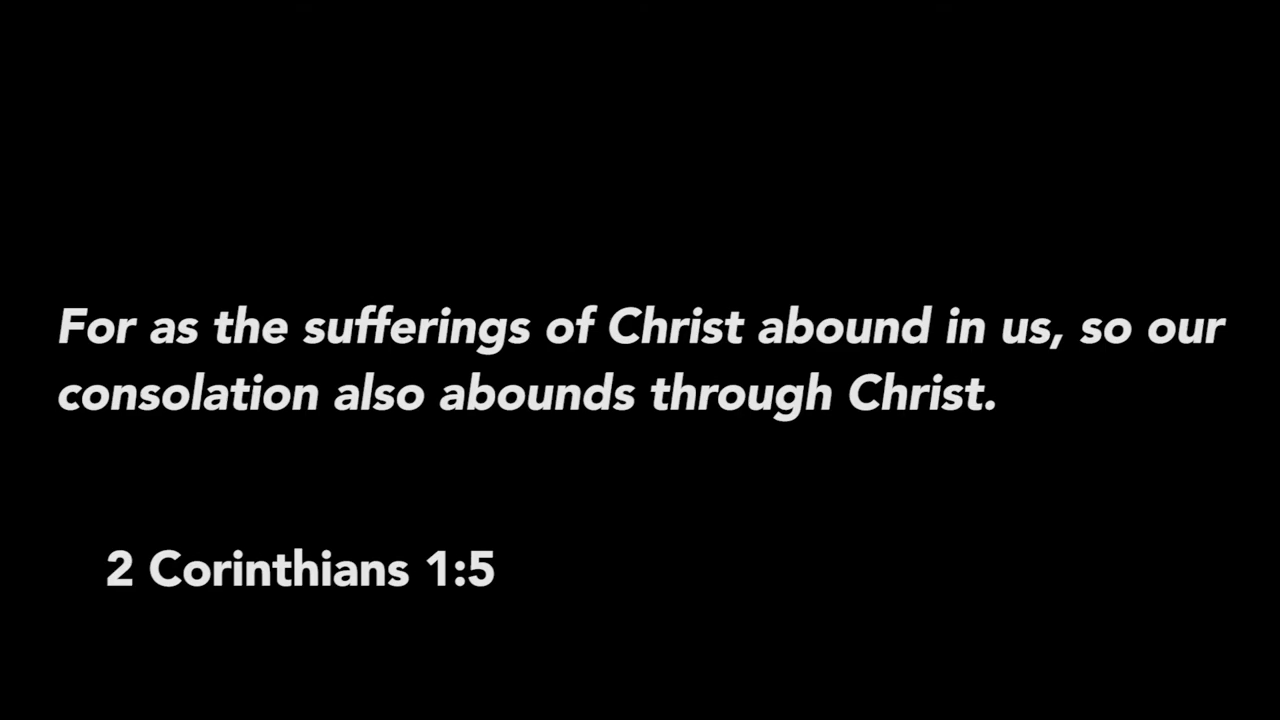 For as the sufferings of Christ abound in us, so our
consolation also abounds through Christ.
2 Corinthians 1:5